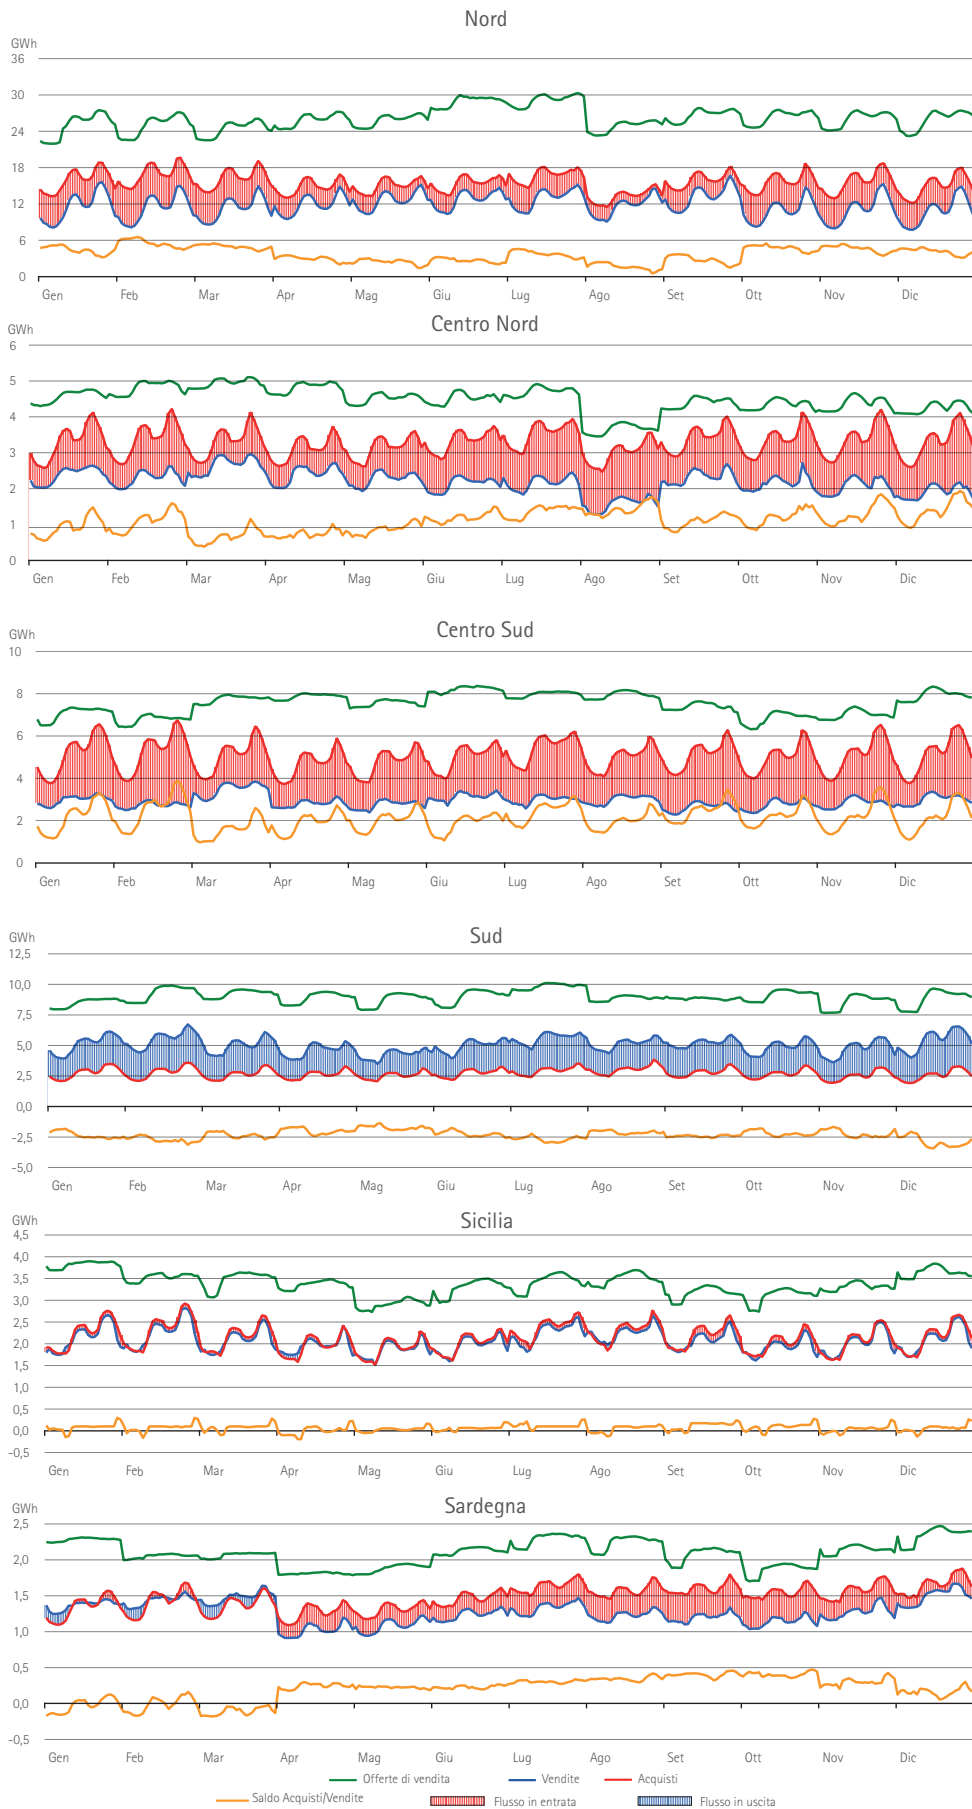 Nord
GWh
36
30
24
18
12
6
0
Gen Feb Mar Apr Mag Giu Lug Ago Set Ott Nov Dic
Centro Nord
GWh
6
5
4
3
2
1
0
Gen Feb Mar Apr Mag Giu Lug Ago Set Ott Nov Dic
Centro Sud
GWh
10
8
6
4
2
0
Gen Feb Mar Apr Mag Giu Lug Ago Set Ott Nov Dic
Sud
GWh
12,5
10,0
7,5
5,0
2,5
0,0
-2,5
-5,0
Gen Feb Mar Apr Mag Giu Lug Ago Set Ott Nov Dic
Sicilia
GWh
4,5
4,0
3,5
3,0
2,5
2,0
1,5
1,0
0,5
0,0
-0,5
Gen Feb Mar Apr Mag Giu Lug Ago Set Ott Nov Dic
Sardegna
GWh
2,5
2,0
1,5
1,0
0,5
0,0
-0,5
Gen Feb Mar Apr Mag Giu Lug Ago Set Ott Nov Dic
Offerte di vendita Vendite Acquisti
Saldo Acquisti/Vendite Flusso in entrata Flusso in uscita